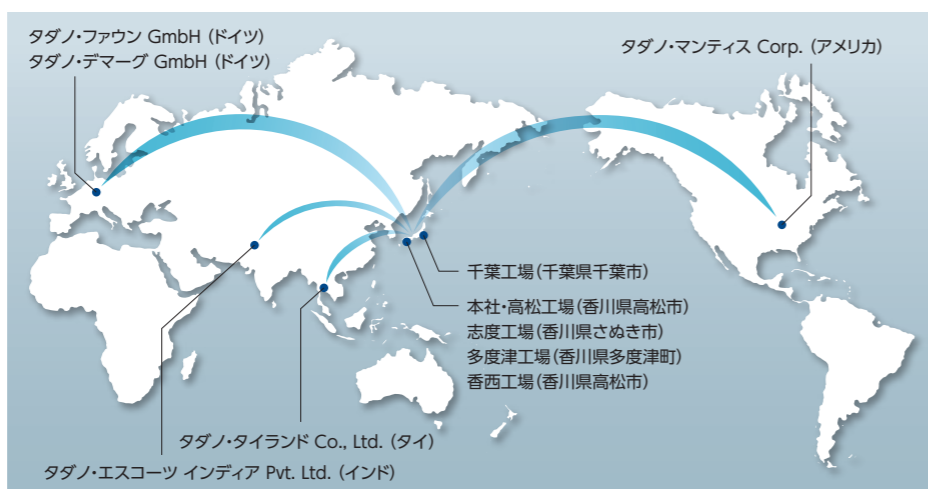 タダノ・ファウン GmbH (ドイツ)
タダノ・デマーグ GmbH (ドイツ)
タダノ・マンティス Corp. (アメリカ)
千葉工場(千葉県千葉市)
本社・高松工場(香川県高松市)
志度工場(香川県さぬき市)
多度津工場(香川県多度津町)
香西工場(香川県高松市)
タダノ・タイランド Co., Ltd. (タイ)
タダノ・エスコーツ インディア Pvt. Ltd. (インド)